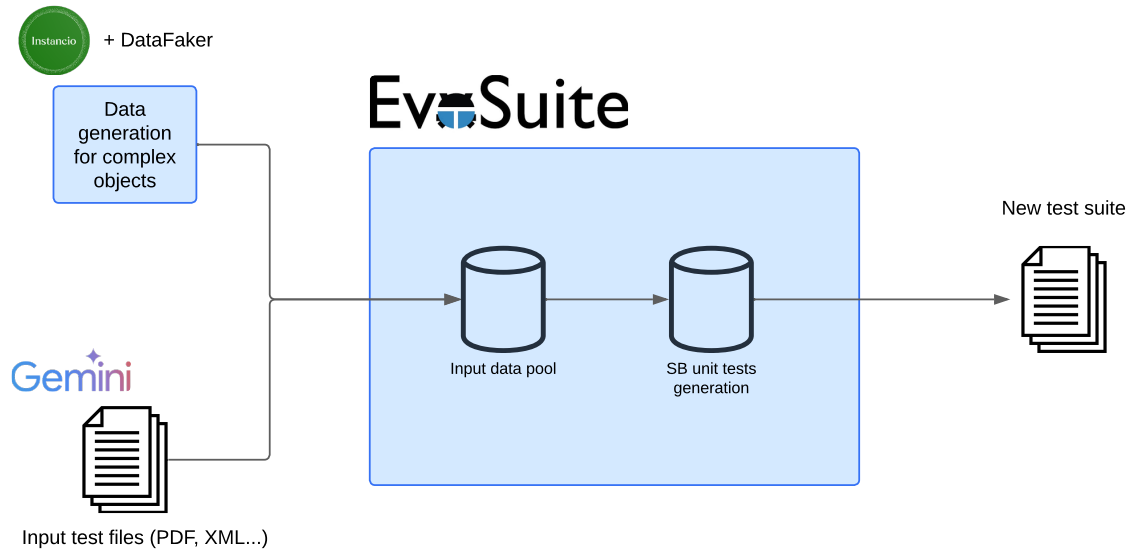 Instancio
+ DataFaker
Data
generation
for complex
objects
EvoSuite
Input data pool
SB unit tests
generation
New test suite
Gemini
Input test files (PDF, XML...)